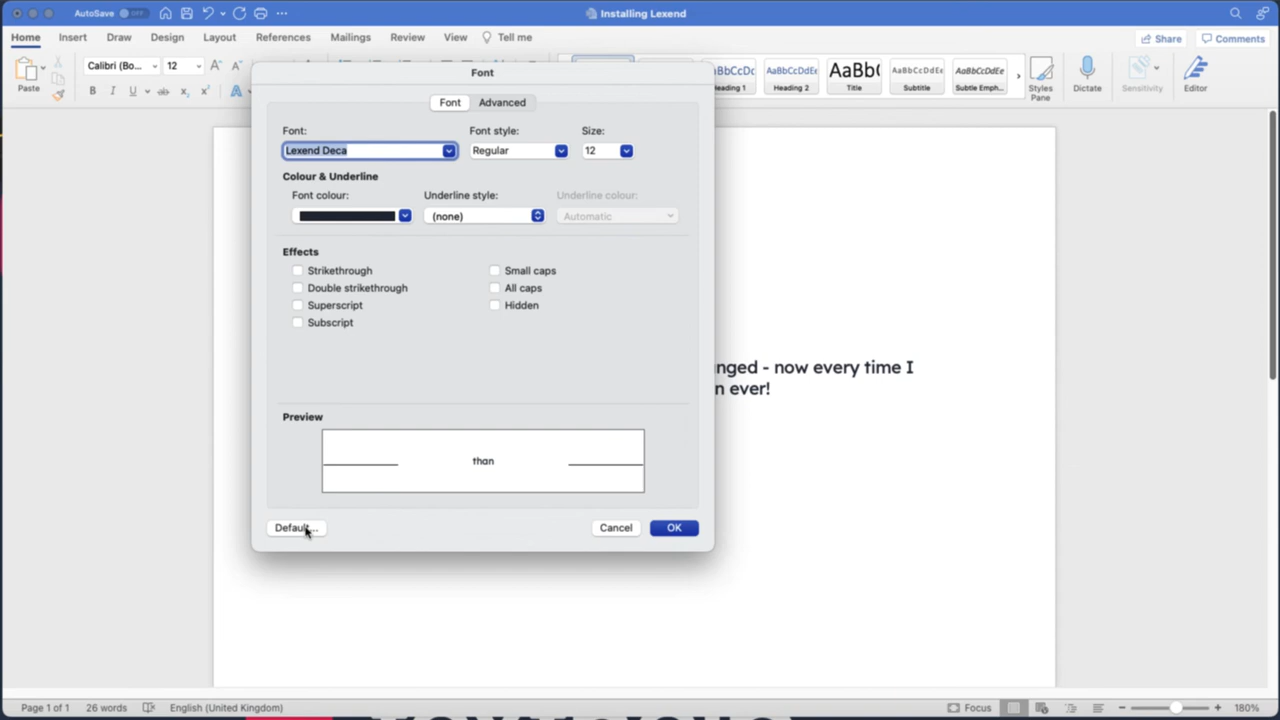 AutoSave OFF
Installing Lexend
Home Insert Draw Design Layout References Mailings Review View Tell me
Share Comments
Paste
Calibri (Bo... 12 A A
B I U ab x₂ x² A
AaBbCcDdEe AaBb( AaBbCcDdEe AaBbCcDdEe
Heading 2 Title Subtitle Subtle Emph...
Styles
Pane
Dictate Sensitivity Editor
Font
Font Advanced
Font: Font style: Size:
Lexend Deca Regular 12
Colour & Underline
Font colour: Underline style: Underline colour:
(none) Automatic
Effects
Strikethrough Small caps
Double strikethrough All caps
Superscript Hidden
Subscript
nged - now every time I
n ever!
Preview
than
Default... Cancel OK
Page 1 of 1 26 words English (United Kingdom) Focus 180%